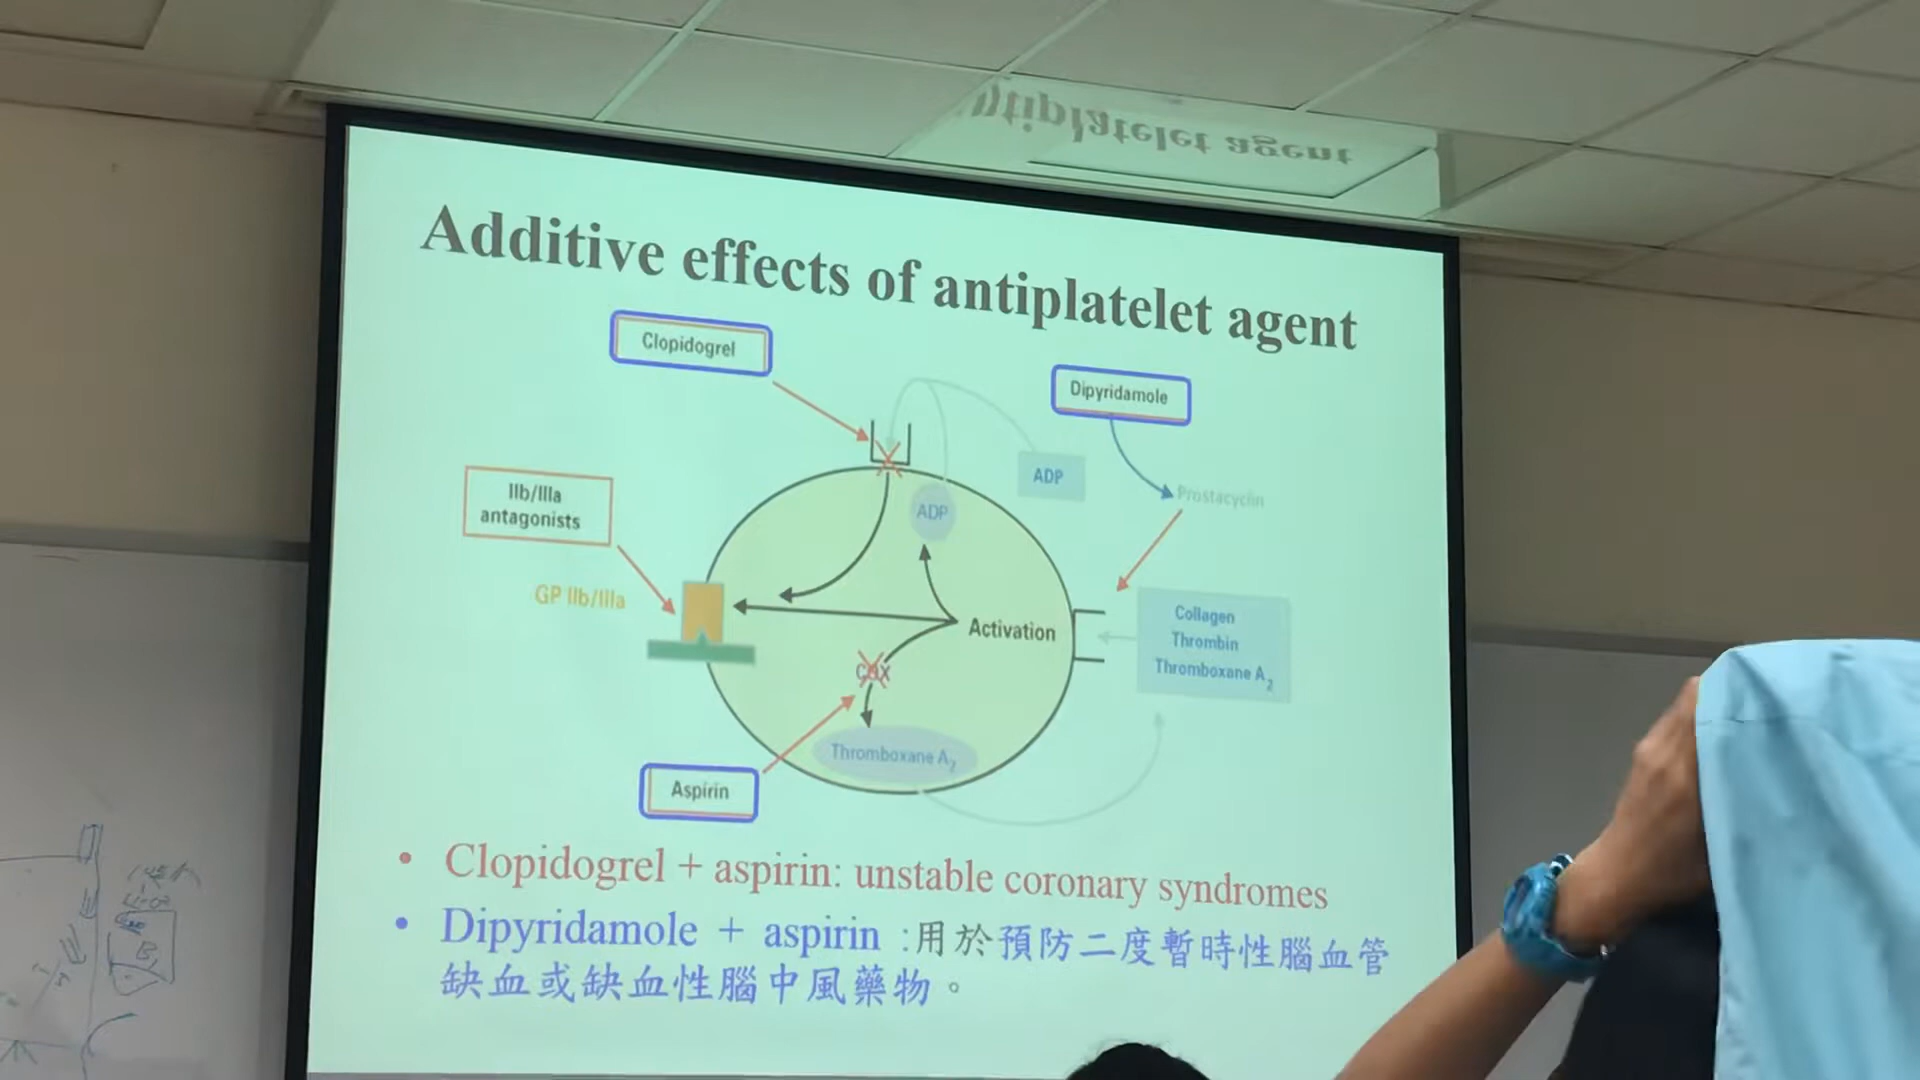 Additive effects of antiplatelet agent
Clopidogrel
Dipyridamole
ADP
Prostacyclin
IIb/IIIa
antagonists
ADP
GP IIb/IIIa
Activation
Collagen
Thrombin
Thromboxane A2
COX
Thromboxane A2
Aspirin
• Clopidogrel + aspirin: unstable coronary syndromes
• Dipyridamole + aspirin :用於預防二度暫時性腦血管
缺血或缺血性腦中風藥物。